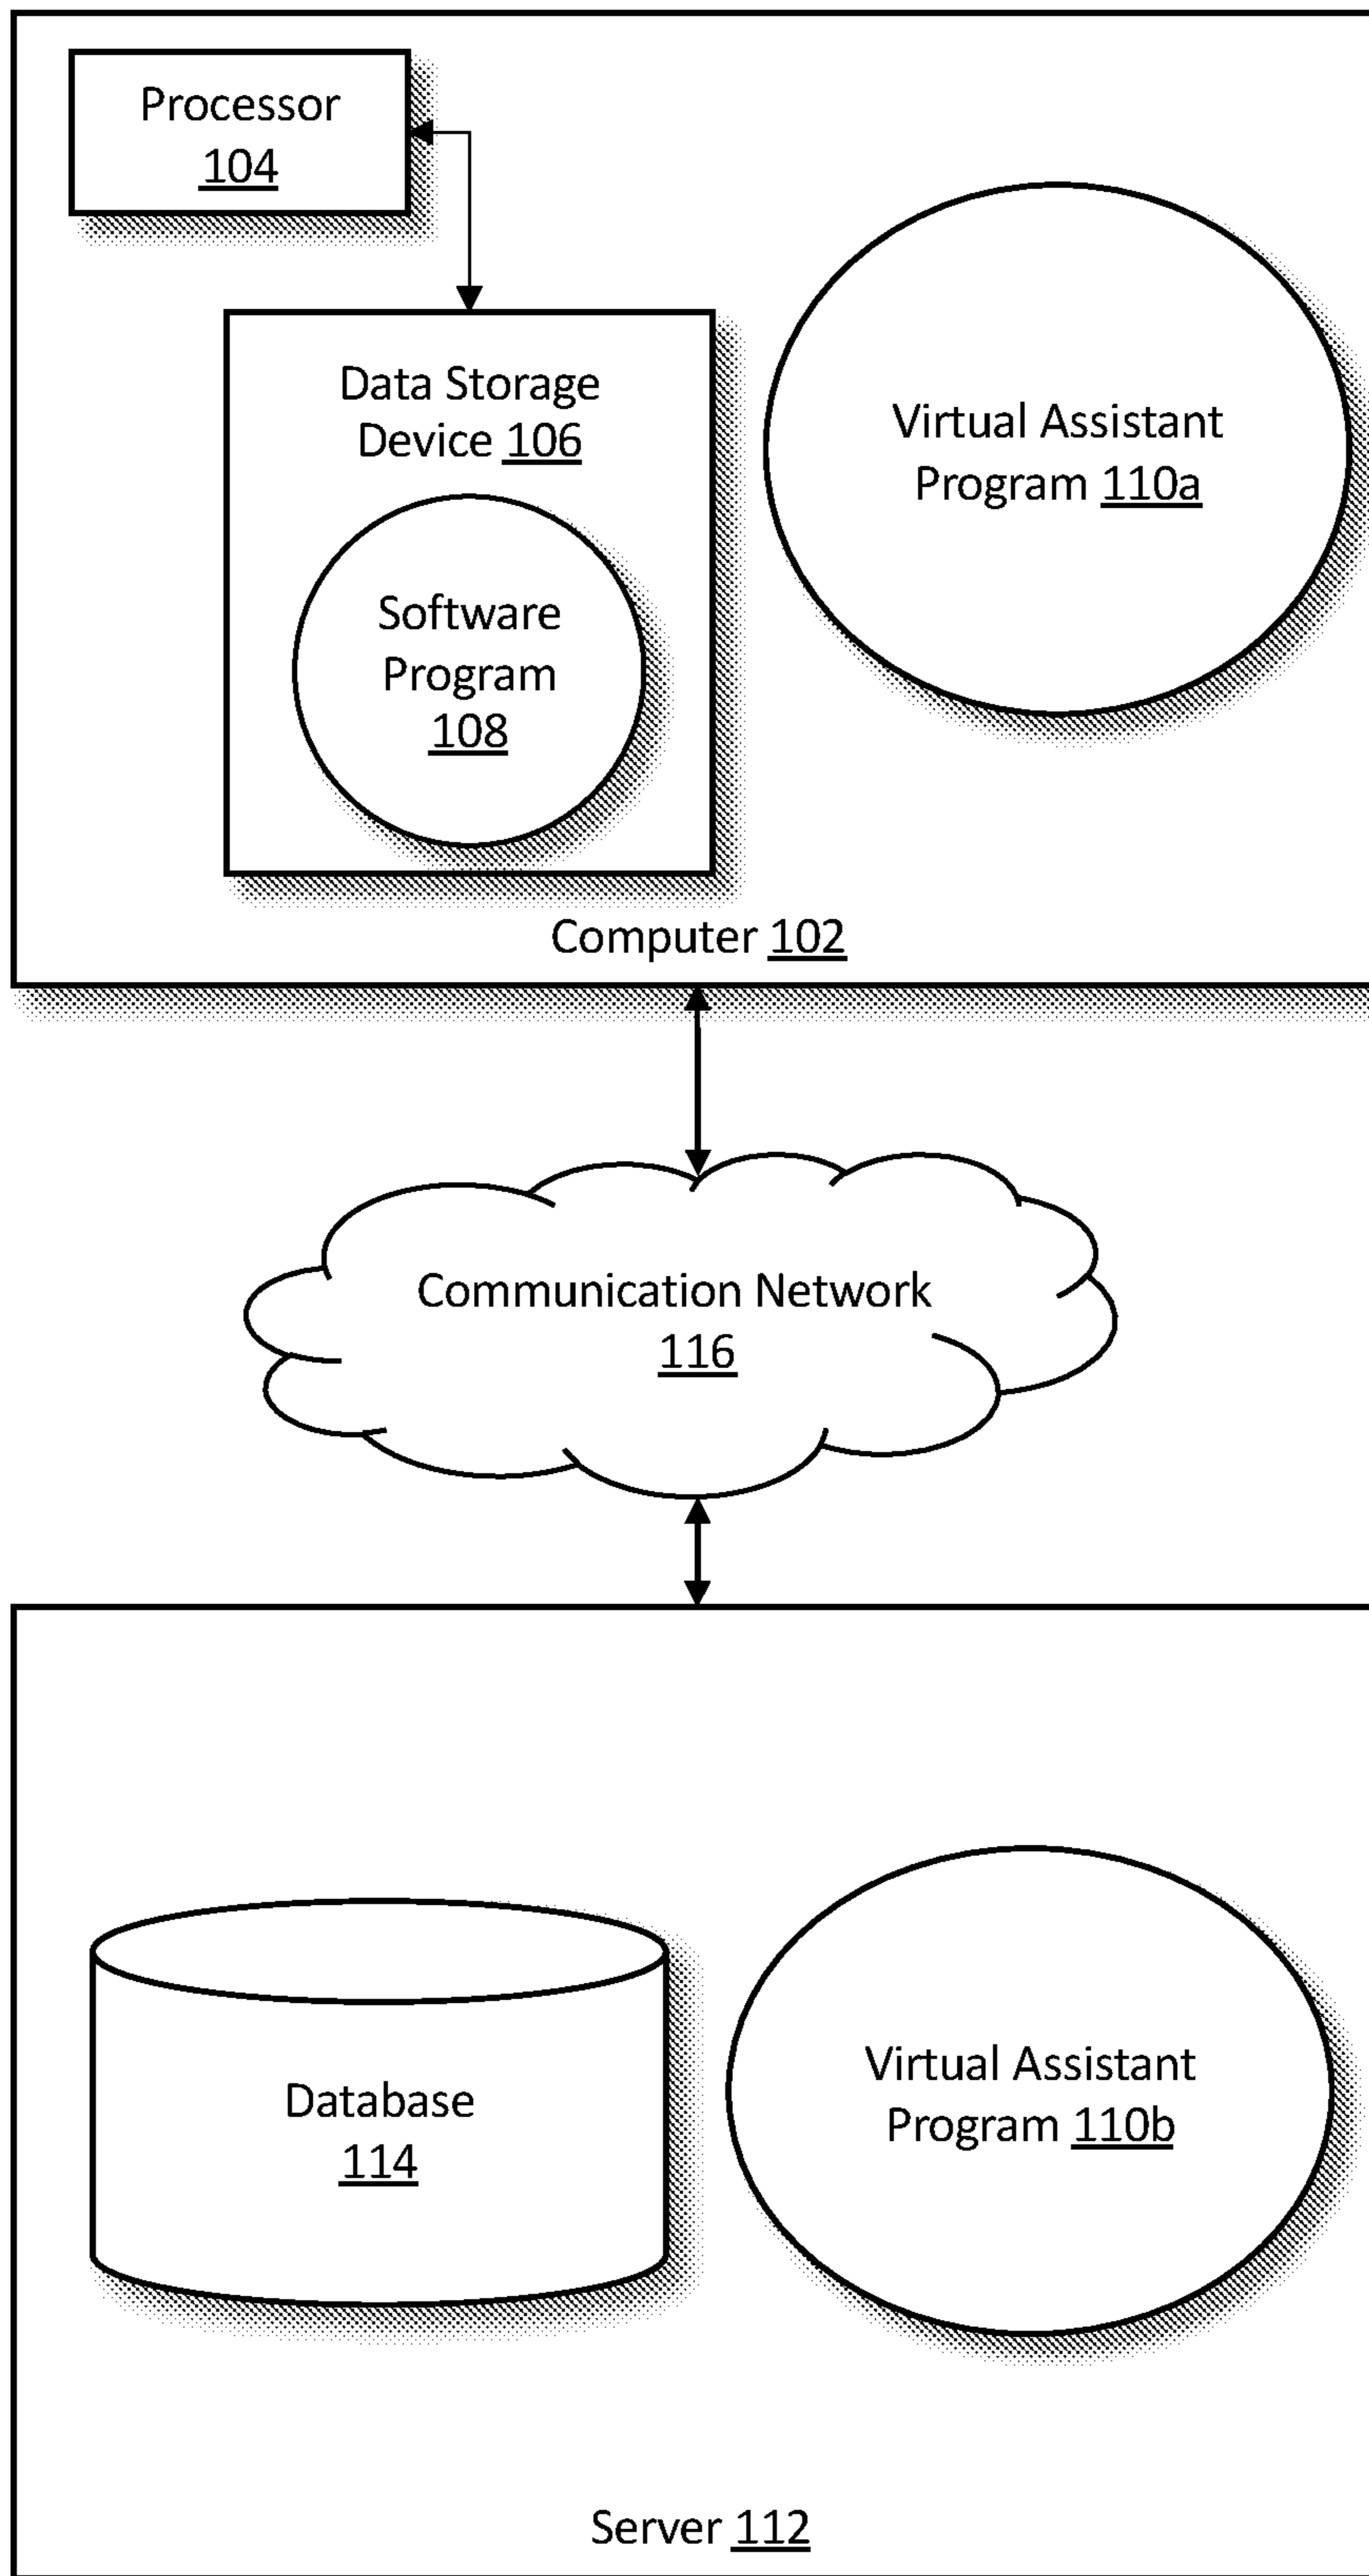 Processor
104
Data Storage
Device 106
Software
Program
108
Virtual Assistant
Program 110a
Computer 102
Communication Network
116
Database
114
Virtual Assistant
Program 110b
Server 112